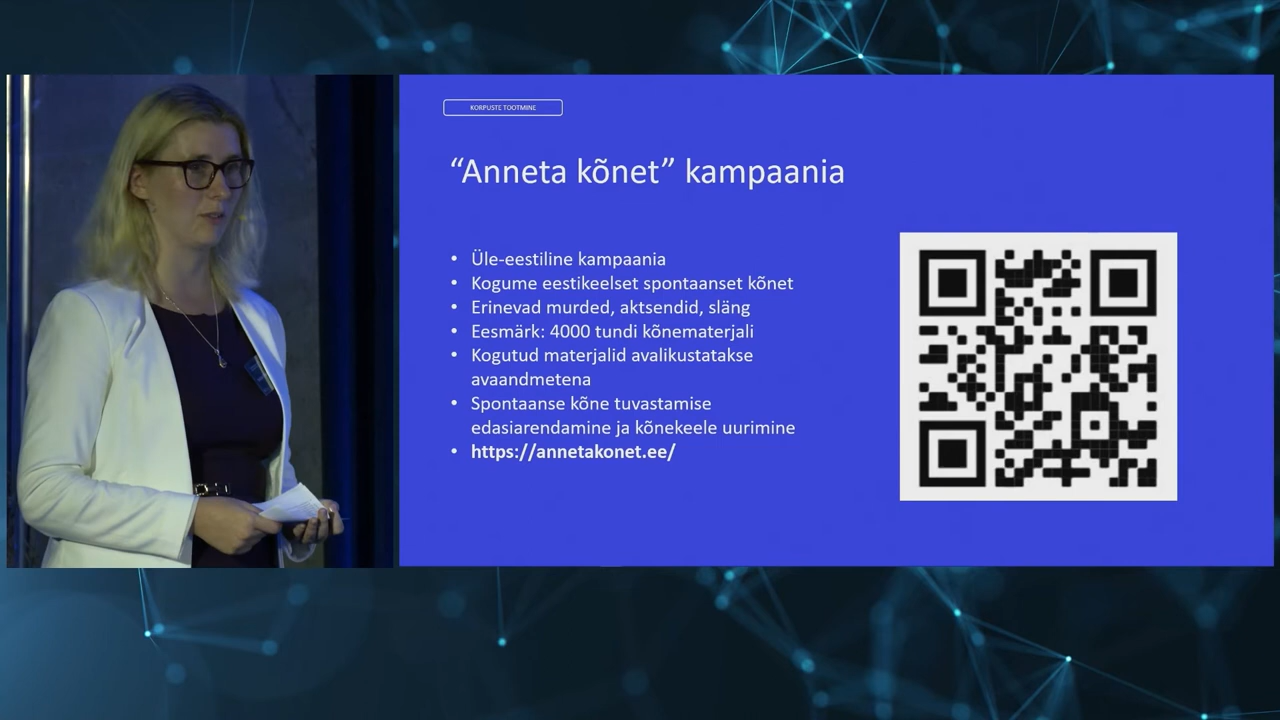 KORPUSTE TOOTMINE
“Anneta kõnet” kampaania
• Üle-eestiline kampaania
• Kogume eestikeelset spontaanset kõnet
• Erinevad murded, aktsendid, släng
• Eesmärk: 4000 tundi kõnematerjali
• Kogutud materjalid avalikustatakse
avaandmetena
• Spontaanse kõne tuvastamise
edasiarendamine ja kõnekeele uurimine
• https://annetakonet.ee/